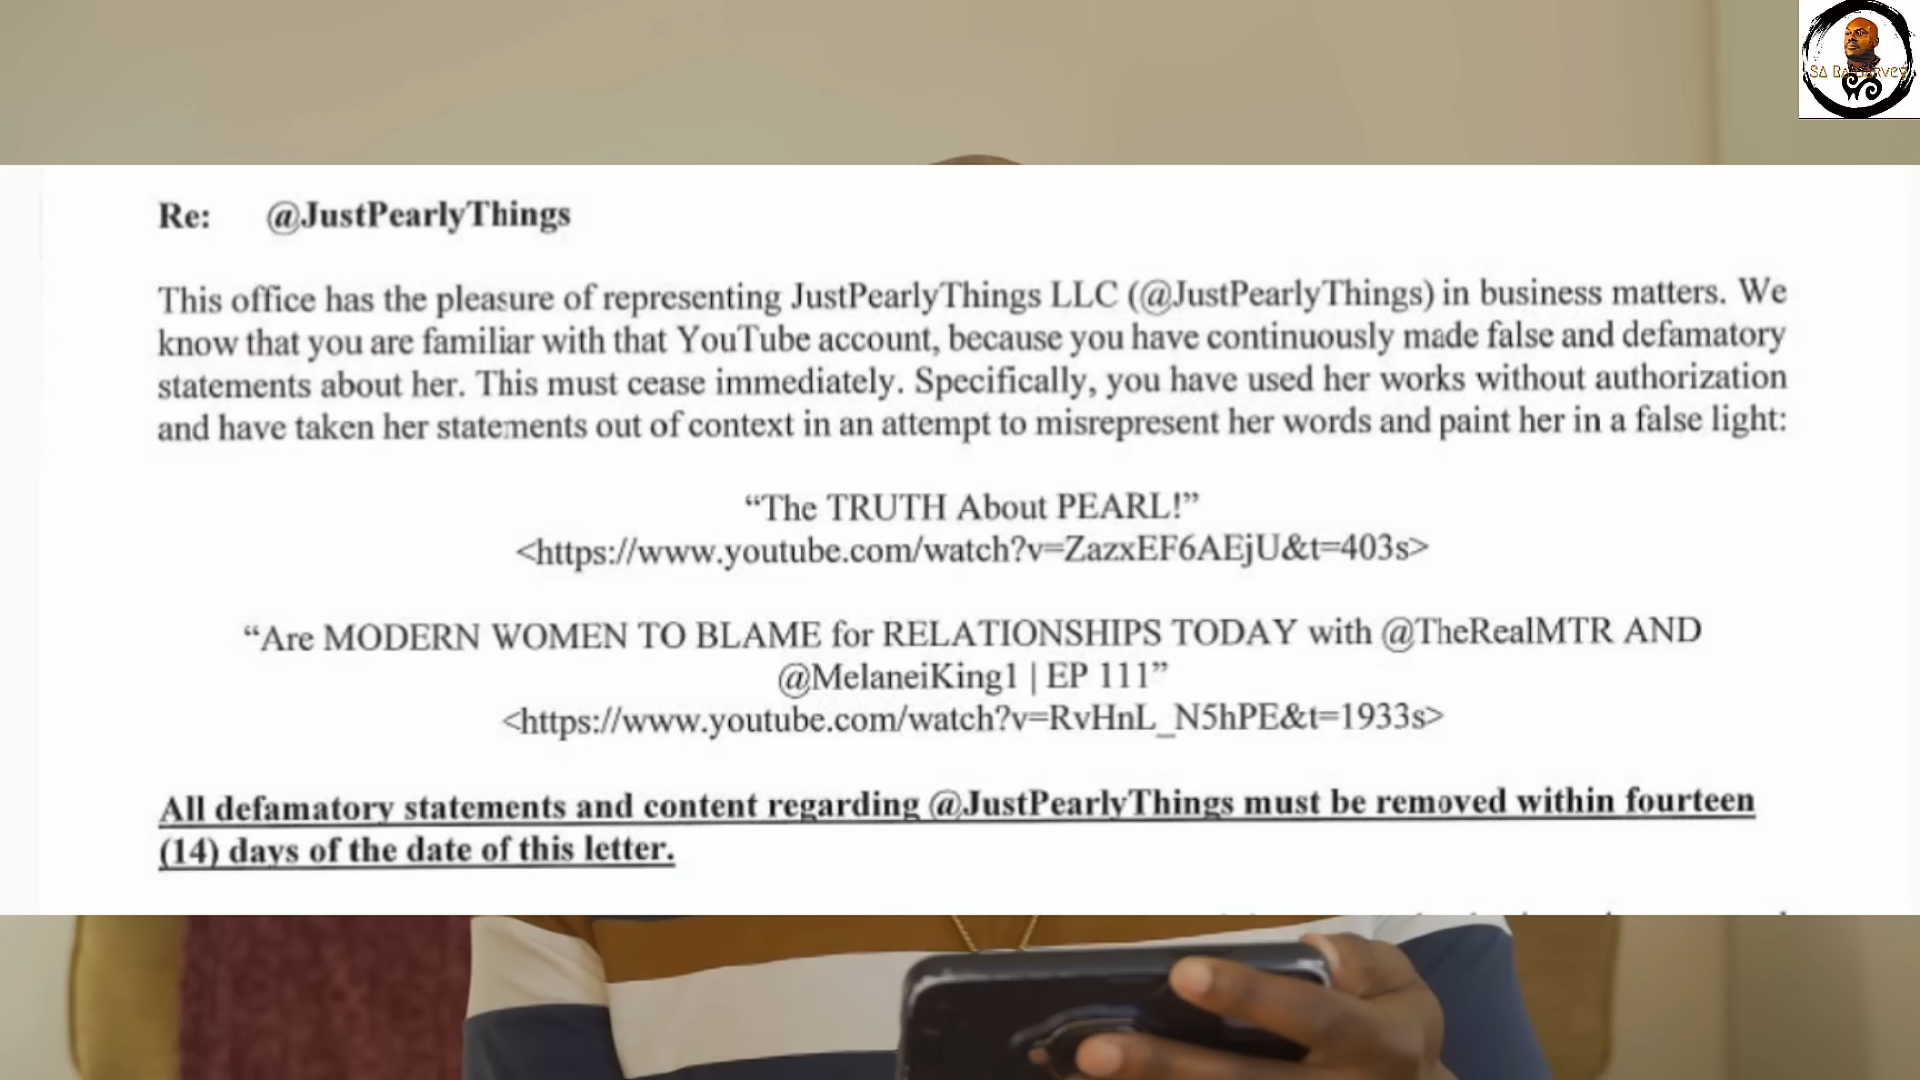 SA Ra Garvey
Re: @JustPearlyThings
This office has the pleasure of representing JustPearlyThings LLC (@JustPearlyThings) in business matters. We
know that you are familiar with that YouTube account, because you have continuously made false and defamatory
statements about her. This must cease immediately. Specifically, you have used her works without authorization
and have taken her statements out of context in an attempt to misrepresent her words and paint her in a false light:
“The TRUTH About PEARL!”
<https://www.youtube.com/watch?v=ZazxEF6AEjU&t=403s>
“Are MODERN WOMEN TO BLAME for RELATIONSHIPS TODAY with @TheRealMTR AND
@MelaneiKing1 | EP 111”
<https://www.youtube.com/watch?v=RvHnL_N5hPE&t=1933s>
All defamatory statements and content regarding @JustPearlyThings must be removed within fourteen
(14) days of the date of this letter.